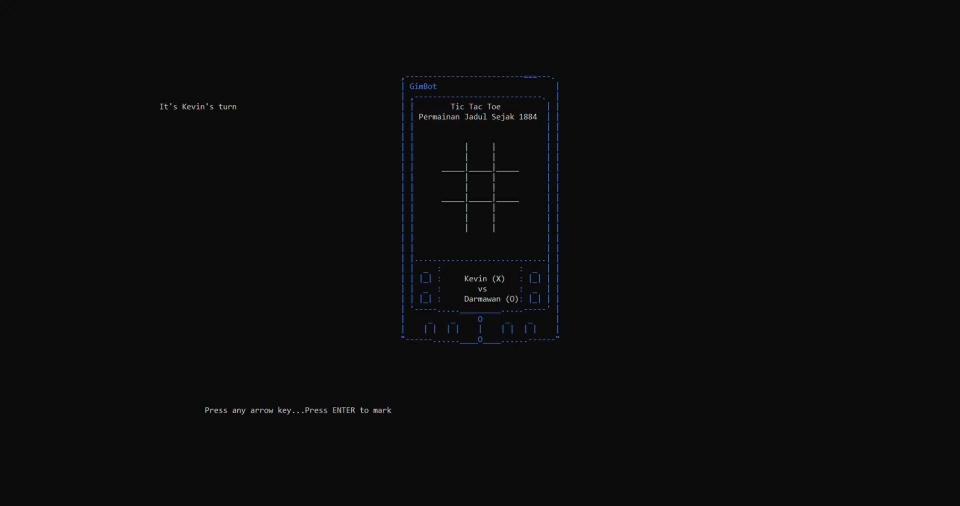 GimBot
It's Kevin's turn
Tic Tac Toe
Permainan Jadul Sejak 1884
Kevin (X)
vs
Darmawan (O)
Press any arrow key...Press ENTER to mark